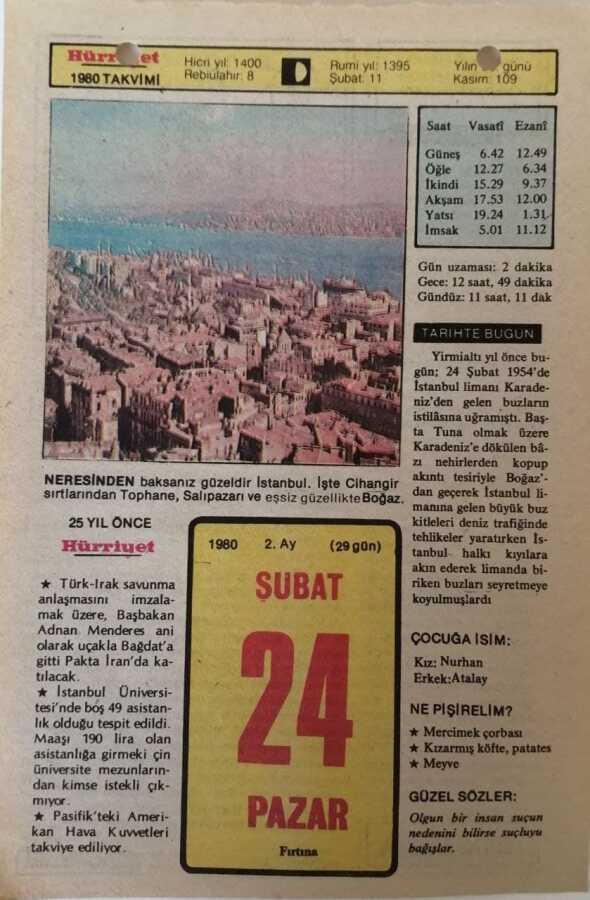 Hürriyet
1980 TAKVİMİ
Hicri yıl: 1400
Rebiulahir: 8
Rumi yıl: 1395
Şubat: 11
Yılın günü
Kasım: 109
Saat Vasatî Ezanî
Güneş 6.42 12.49
Öğle 12.27 6.34
İkindi 15.29 9.37
Akşam 17.53 12.00
Yatsı 19.24 1.31
İmsak 5.01 11.12
Gün uzaması: 2 dakika
Gece: 12 saat, 49 dakika
Gündüz: 11 saat, 11 dak
TARİHTE BUGÜN
Yirmialtı yıl önce bu-
gün; 24 Şubat 1954'de
İstanbul limanı Karade-
niz'den gelen buzların
istilâsına uğramıştı. Baş-
ta Tuna olmak üzere
Karadeniz'e dökülen bâ-
zı nehirlerden kopup
akıntı tesiriyle Boğaz'-
dan geçerek İstanbul li-
manına gelen büyük buz
kitleleri deniz trafiğinde
tehlikeler yaratırken İs-
tanbul halkı kıyılara
akın ederek limanda bi-
riken buzları seyretmeye
koyulmuşlardı
NERESİNDEN baksanız güzeldir İstanbul. İşte Cihangir
sırtlarından Tophane, Salıpazarı ve eşsiz güzellikte Boğaz.
25 YIL ÖNCE
Hürriyet
★ Türk-Irak savunma
anlaşmasını imzala-
mak üzere, Başbakan
Adnan Menderes ani
olarak uçakla Bağdat'a
gitti Pakta İran'da ka-
tılacak.
★ İstanbul Üniversi-
tesi'nde boş 49 asistan-
lık olduğu tespit edildi.
Maaşı 190 lira olan
asistanlığa girmeki çin
üniversite mezunların-
dan kimse istekli çık-
mıyor.
★ Pasifik'teki Ameri-
kan Hava Kuvvetleri
takviye ediliyor.
1980 2. Ay (29 gün)
ŞUBAT
24
PAZAR
Fırtına
ÇOCUĞA İSİM:
Kız: Nurhan
Erkek: Atalay
NE PİŞİRELİM?
★ Mercimek çorbası
★ Kızarmış köfte, patates
★ Meyve
GÜZEL SÖZLER:
Olgun bir insan suçun
nedenini bilirse suçluyu
bağışlar.